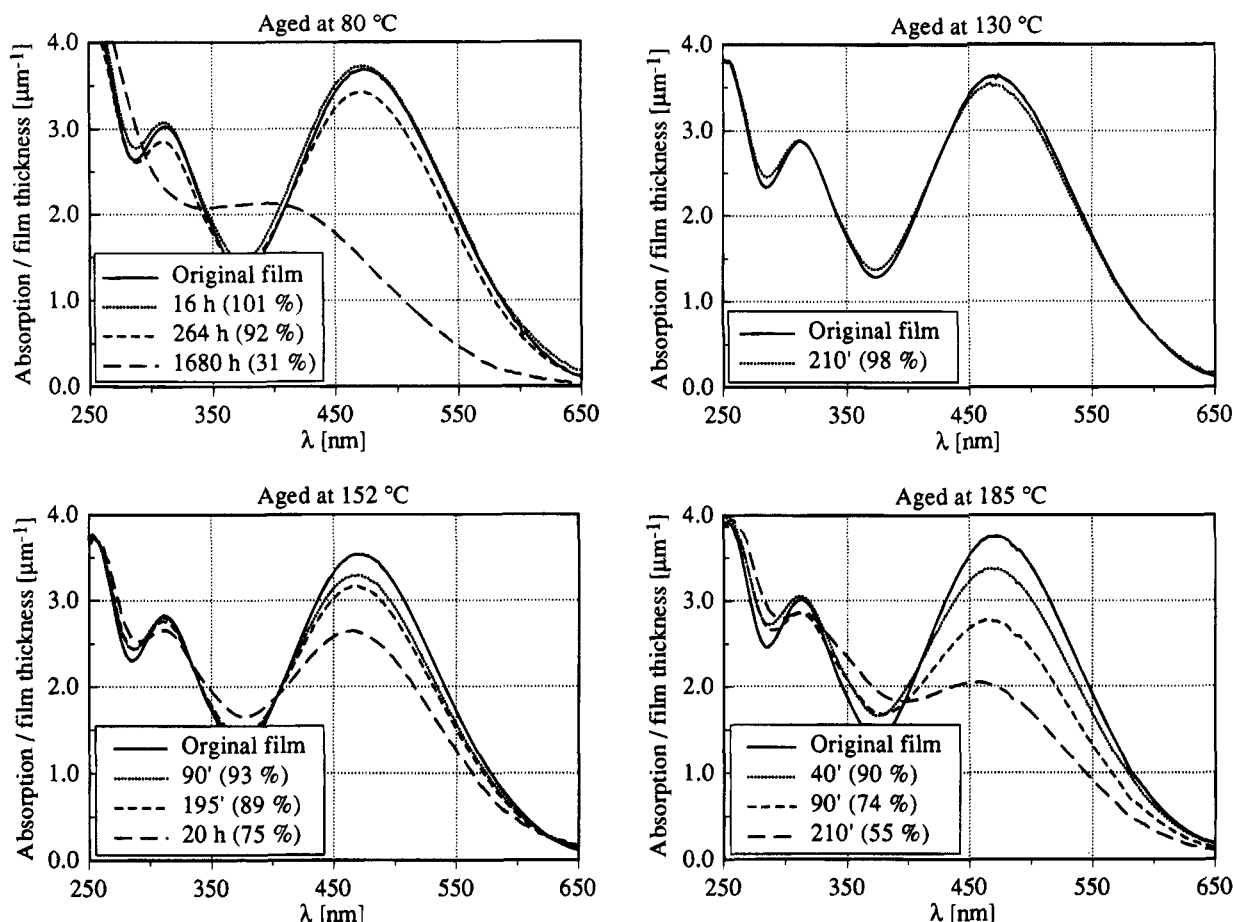 Aged at 80 °C
Absorption / film thickness [μm⁻¹]
4.0
3.0
2.0
1.0
0.0
Original film
16 h (101 %)
264 h (92 %)
1680 h (31 %)
250 350 450 550 650
λ [nm]
Aged at 130 °C
Absorption / film thickness [μm⁻¹]
4.0
3.0
2.0
1.0
0.0
Original film
210' (98 %)
250 350 450 550 650
λ [nm]
Aged at 152 °C
Absorption / film thickness [μm⁻¹]
4.0
3.0
2.0
1.0
0.0
Orginal film
90' (93 %)
195' (89 %)
20 h (75 %)
250 350 450 550 650
λ [nm]
Aged at 185 °C
Absorption / film thickness [μm⁻¹]
4.0
3.0
2.0
1.0
0.0
Original film
40' (90 %)
90' (74 %)
210' (55 %)
250 350 450 550 650
λ [nm]